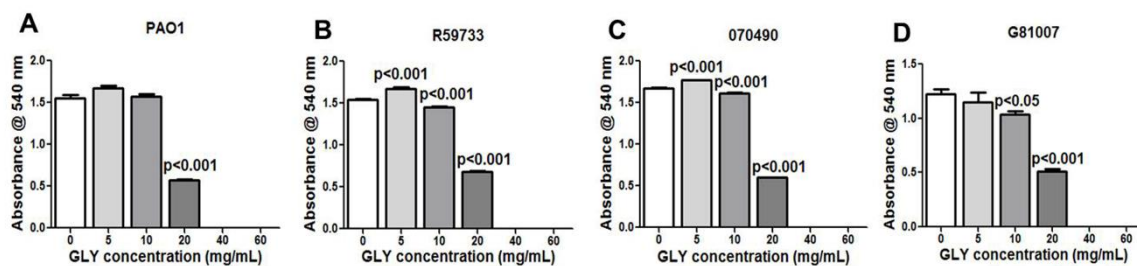 A
PAO1
Absorbance @ 540 nm
2.0
1.5
1.0
0.5
0.0
p<0.001
0 5 10 20 40 60
GLY concentration (mg/mL)
B
R59733
Absorbance @ 540 nm
2.0
1.5
1.0
0.5
0.0
p<0.001
p<0.001
p<0.001
0 5 10 20 40 60
GLY concentration (mg/mL)
C
070490
Absorbance @ 540 nm
2.0
1.5
1.0
0.5
0.0
p<0.001
p<0.001
p<0.001
0 5 10 20 40 60
GLY concentration (mg/mL)
D
G81007
Absorbance @ 540 nm
1.5
1.0
0.5
0.0
p<0.05
p<0.001
0 5 10 20 40 60
GLY concentration (mg/mL)